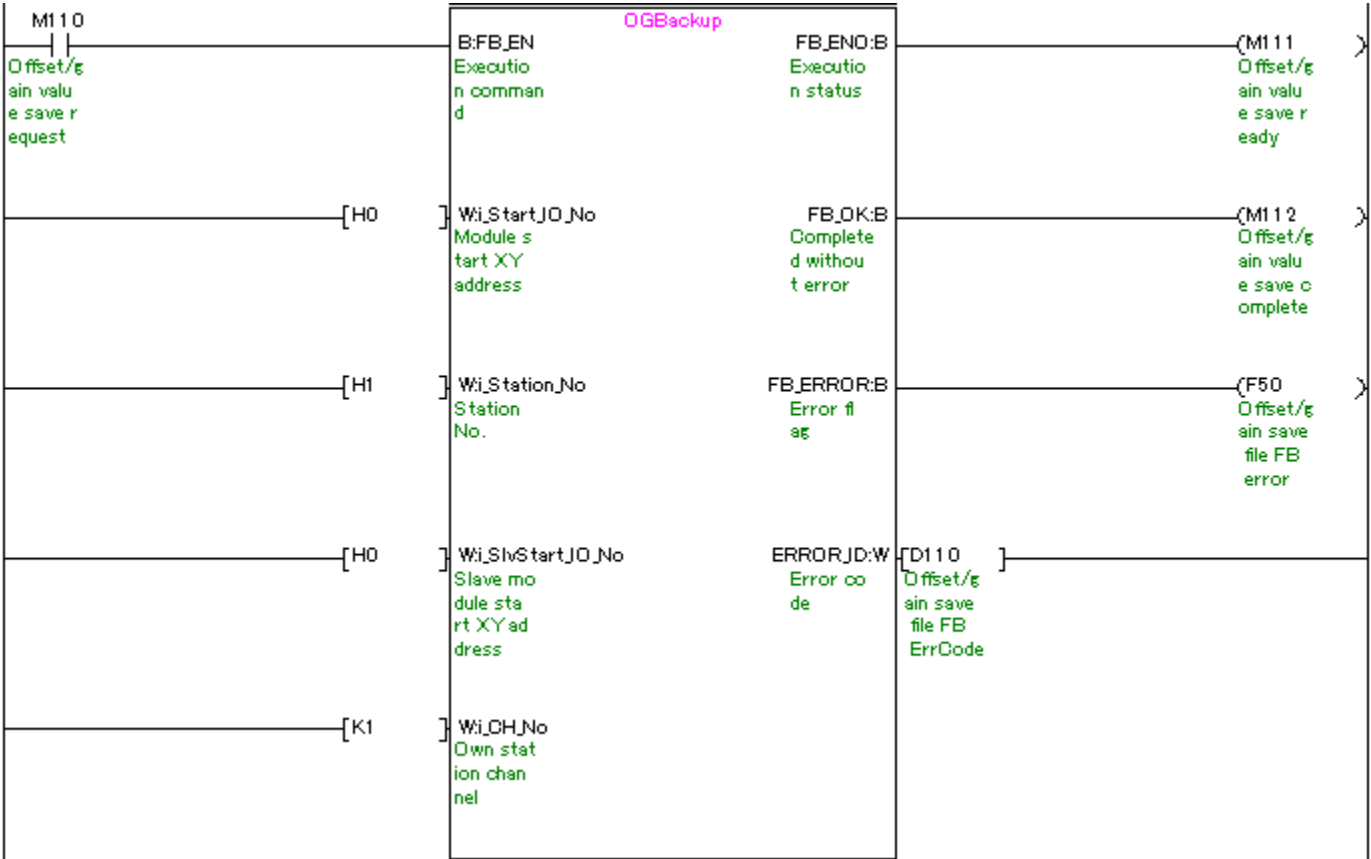 M110
Offset/g
ain valu
e save r
equest
OGBackup
B:FB_EN
Executio
n comman
d
FB_ENO:B
Executio
n status
(M111 )
Offset/g
ain valu
e save r
eady
[H0 ]
W:i_Start_IO_No
Module s
tart XY
address
FB_OK:B
Complete
d withou
t error
(M112 )
Offset/g
ain valu
e save c
omplete
[H1 ]
W:i_Station_No
Station
No.
FB_ERROR:B
Error fl
ag
(F50 )
Offset/g
ain save
file FB
error
[H0 ]
W:i_SlvStart_IO_No
Slave mo
dule sta
rt XY ad
dress
ERROR_ID:W
Error co
de
[D110 ]
Offset/g
ain save
file FB
ErrCode
[K1 ]
W:i_CH_No
Own stat
ion chan
nel